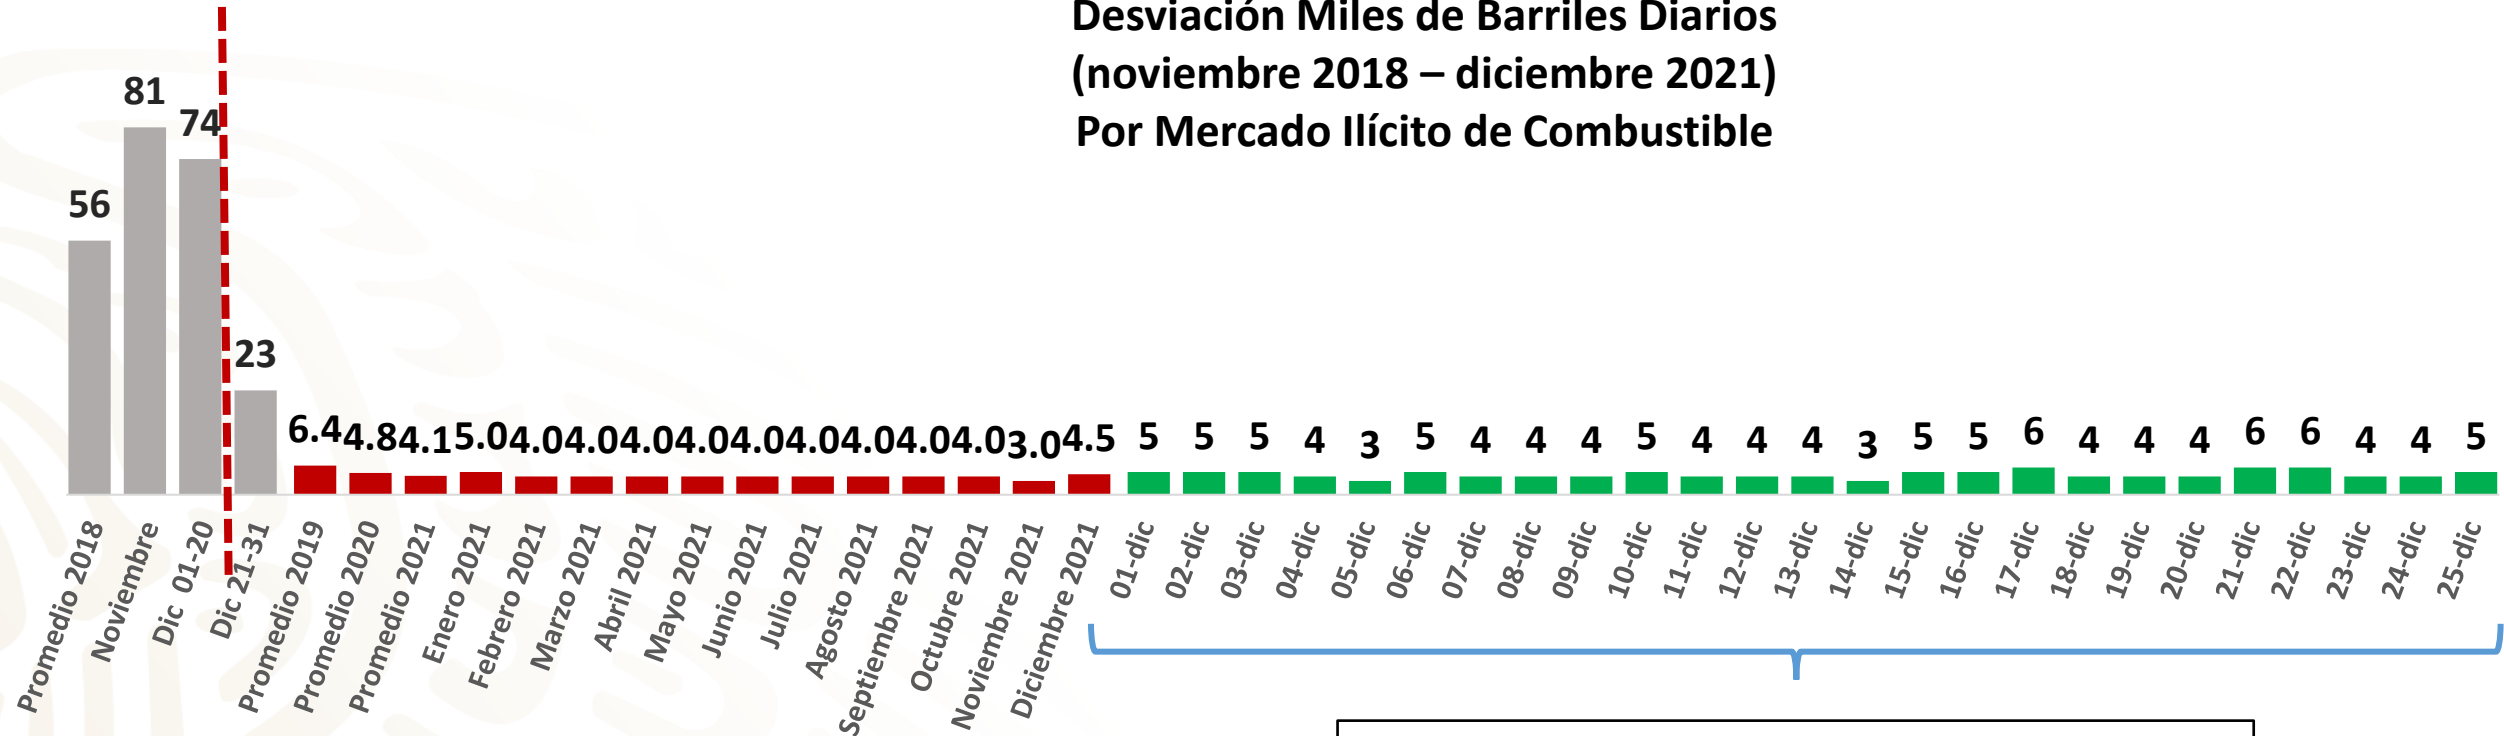 Desviación Miles de Barriles Diarios
(noviembre 2018 – diciembre 2021)
Por Mercado Ilícito de Combustible
56
81
74
23
6.4
4.8
4.1
5.0
4.0
4.0
4.0
4.0
4.0
4.0
4.0
4.0
4.0
3.0
4.5
5
5
5
4
3
5
4
4
4
5
4
4
4
3
5
5
6
4
4
4
6
6
4
4
5
Promedio 2018
Noviembre
Dic 01-20
Dic 21-31
Promedio 2019
Promedio 2020
Promedio 2021
Enero 2021
Febrero 2021
Marzo 2021
Abril 2021
Mayo 2021
Junio 2021
Julio 2021
Agosto 2021
Septiembre 2021
Octubre 2021
Noviembre 2021
Diciembre 2021
01-dic
02-dic
03-dic
04-dic
05-dic
06-dic
07-dic
08-dic
09-dic
10-dic
11-dic
12-dic
13-dic
14-dic
15-dic
16-dic
17-dic
18-dic
19-dic
20-dic
21-dic
22-dic
23-dic
24-dic
25-dic